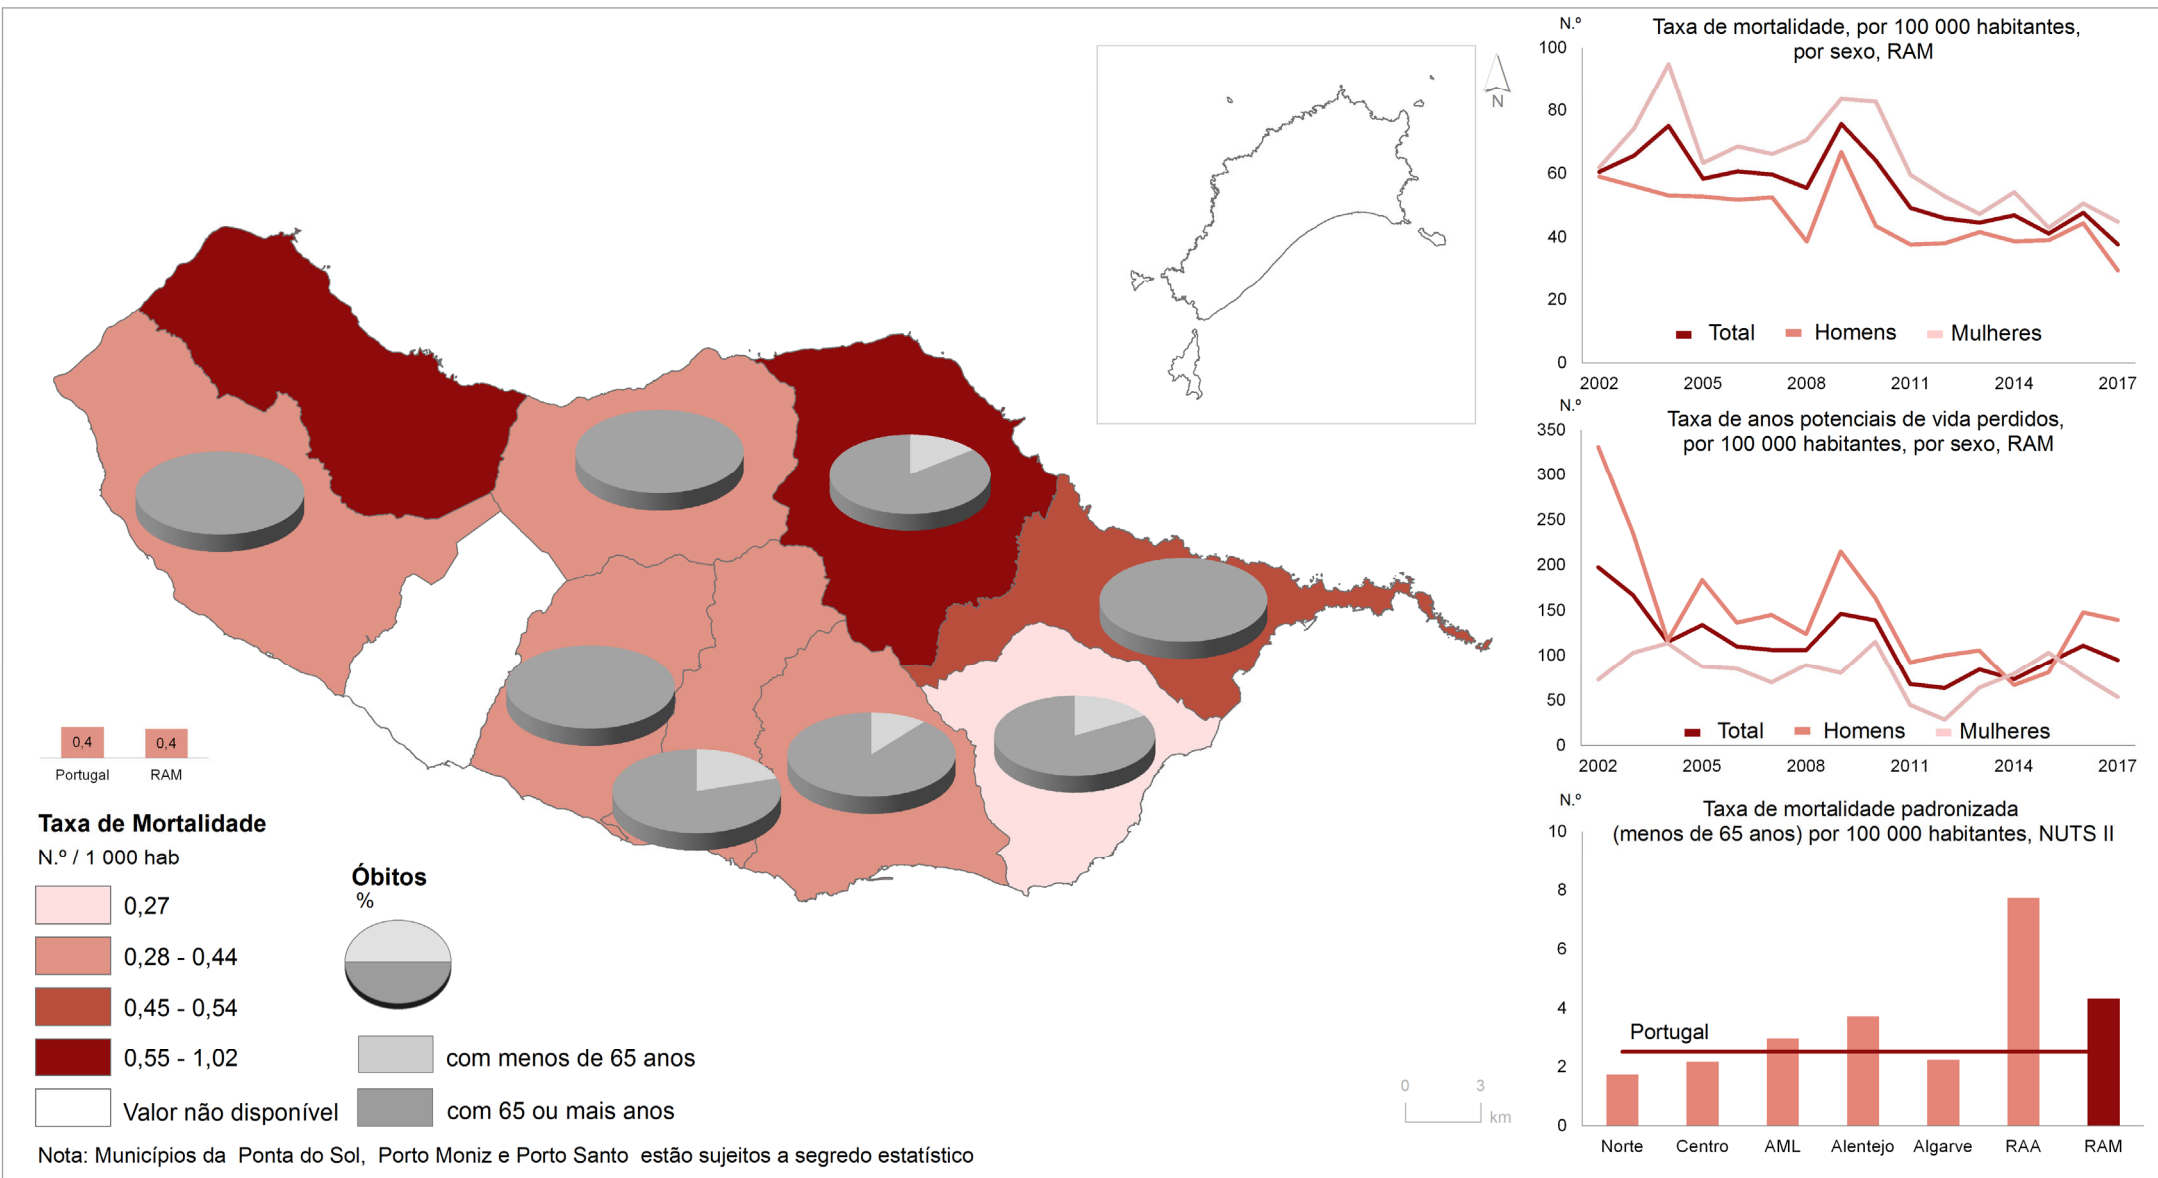 N
0,4
0,4
Portugal
RAM
Taxa de Mortalidade
N.º / 1 000 hab
0,27
0,28 - 0,44
0,45 - 0,54
0,55 - 1,02
Valor não disponível
Óbitos
%
com menos de 65 anos
com 65 ou mais anos
0 3
km
Nota: Municípios da Ponta do Sol, Porto Moniz e Porto Santo estão sujeitos a segredo estatístico
N.º
Taxa de mortalidade, por 100 000 habitantes,
por sexo, RAM
100
80
60
40
20
0
Total Homens Mulheres
2002 2005 2008 2011 2014 2017
N.º
Taxa de anos potenciais de vida perdidos,
por 100 000 habitantes, por sexo, RAM
350
300
250
200
150
100
50
0
Total Homens Mulheres
2002 2005 2008 2011 2014 2017
N.º
Taxa de mortalidade padronizada
(menos de 65 anos) por 100 000 habitantes, NUTS II
10
8
6
4
2
0
Portugal
Norte Centro AML Alentejo Algarve RAA RAM